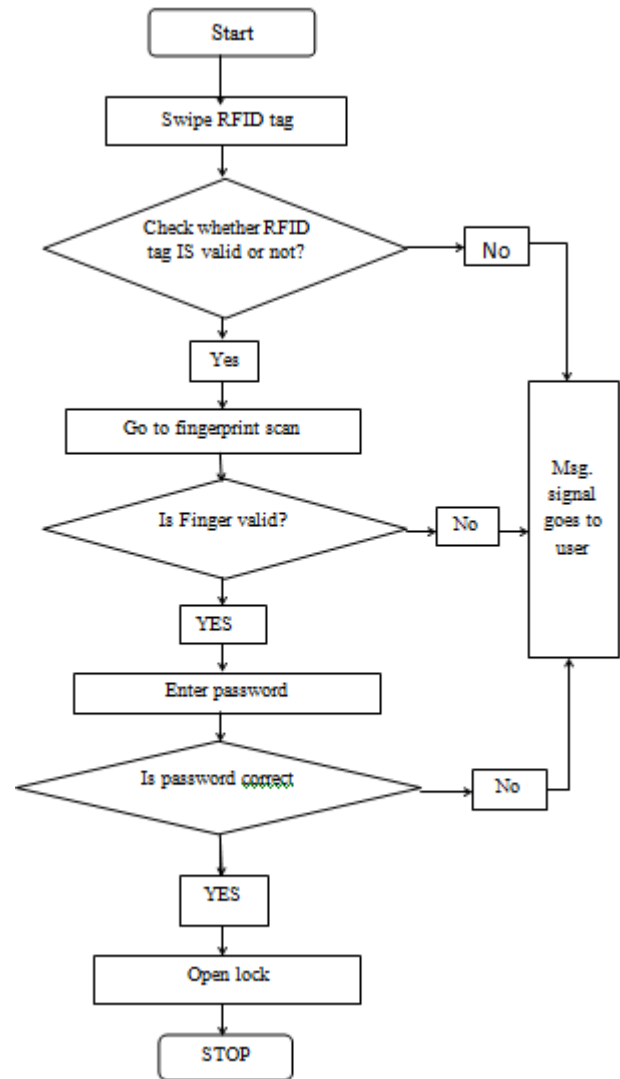 Start
Swipe RFID tag
Check whether RFID
tag IS valid or not?
No
Yes
Go to fingerprint scan
Msg.
signal
goes to
user
Is Finger valid?
No
YES
Enter password
Is password correct
No
YES
Open lock
STOP